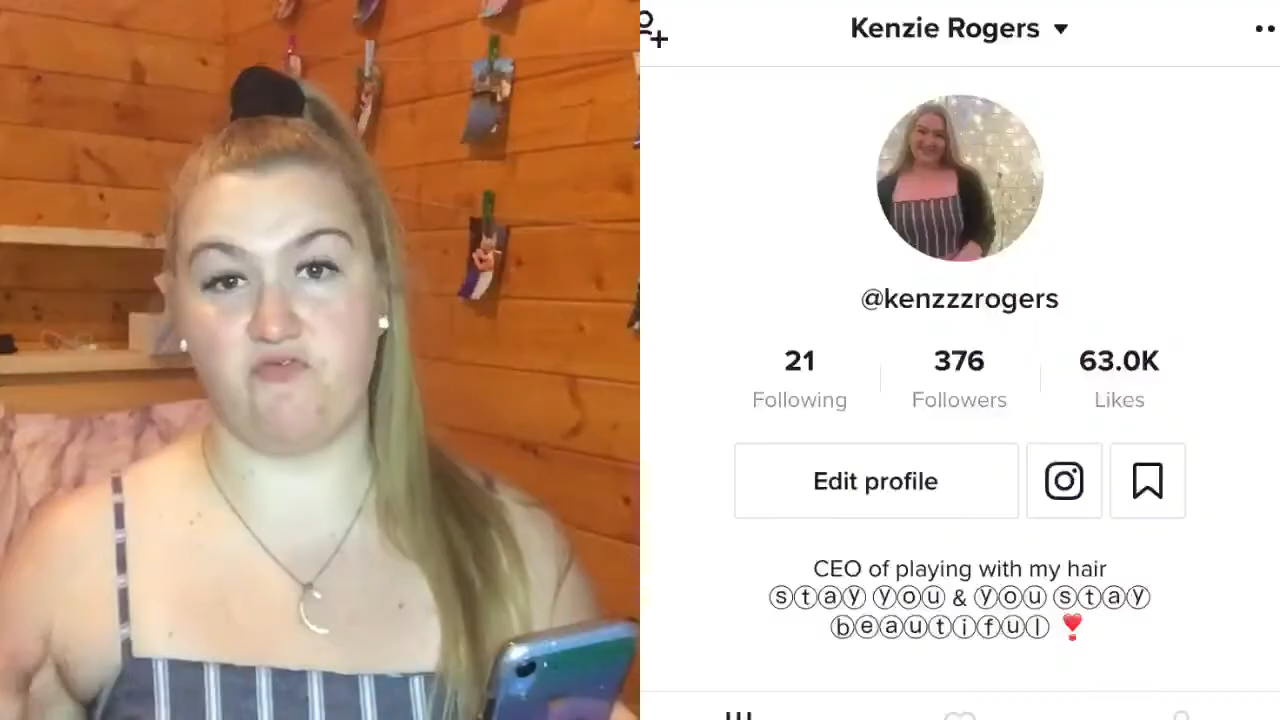 Kenzie Rogers
@kenzzzrogers
21 376 63.0K
Following Followers Likes
Edit profile
CEO of playing with my hair
ⓢⓣⓐⓨ ⓨⓞⓤ & ⓨⓞⓤ ⓢⓣⓐⓨ
ⓑⓔⓐⓤⓣⓘⓕⓤⓛ ❣️